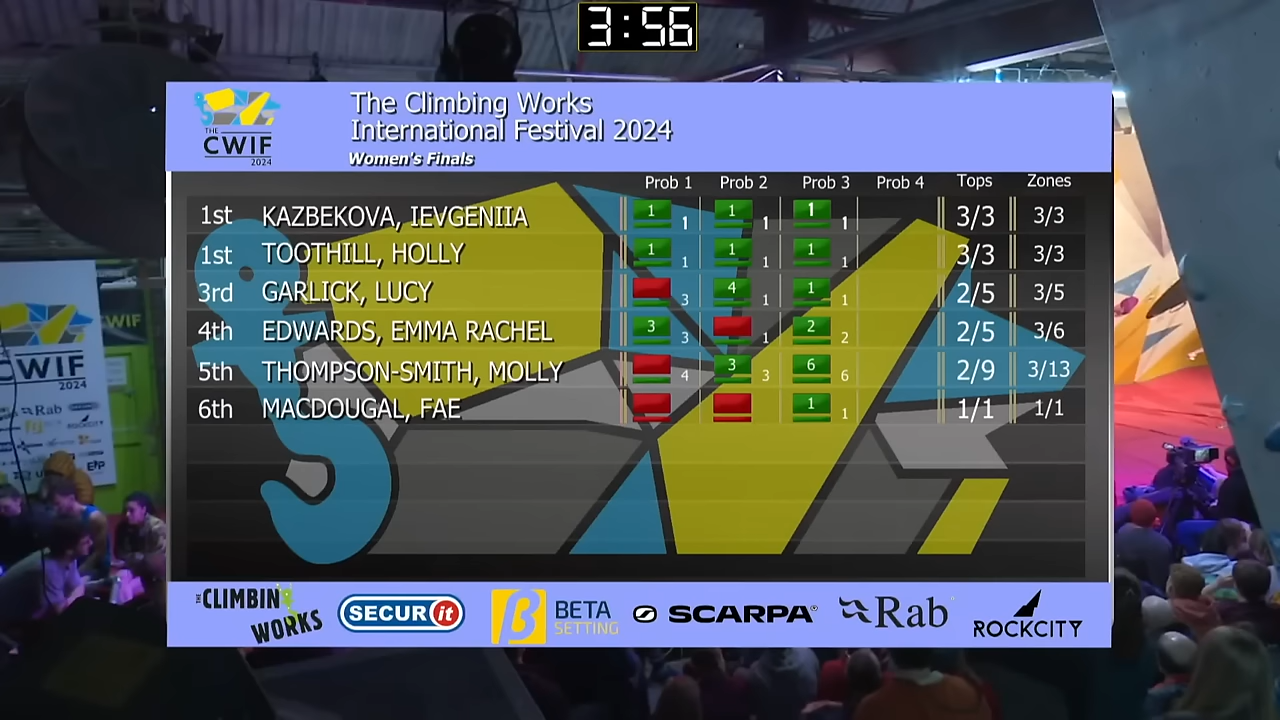 3:56
THE CWIF 2024
The Climbing Works
International Festival 2024
Women's Finals
Prob 1 Prob 2 Prob 3 Prob 4 Tops Zones
1st KAZBEKOVA, IEVGENIIA 1 1 1 1 1 1 3/3 3/3
1st TOOTHILL, HOLLY 1 1 1 1 1 1 3/3 3/3
3rd GARLICK, LUCY 3 4 1 1 1 2/5 3/5
4th EDWARDS, EMMA RACHEL 3 3 1 2 2 2/5 3/6
5th THOMPSON-SMITH, MOLLY 4 3 3 6 6 2/9 3/13
6th MACDOUGAL, FAE 1 1 1/1 1/1
CWIF
CWIF
2024
Rab
THE CLIMBING WORKS
SECURit
β BETA SETTING
SCARPA
Rab
ROCKCITY